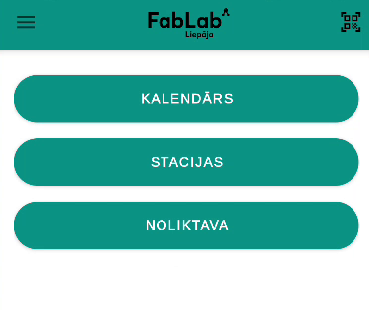 FabLab
Liepāja
KALENDĀRS
STACIJAS
NOLIKTAVA